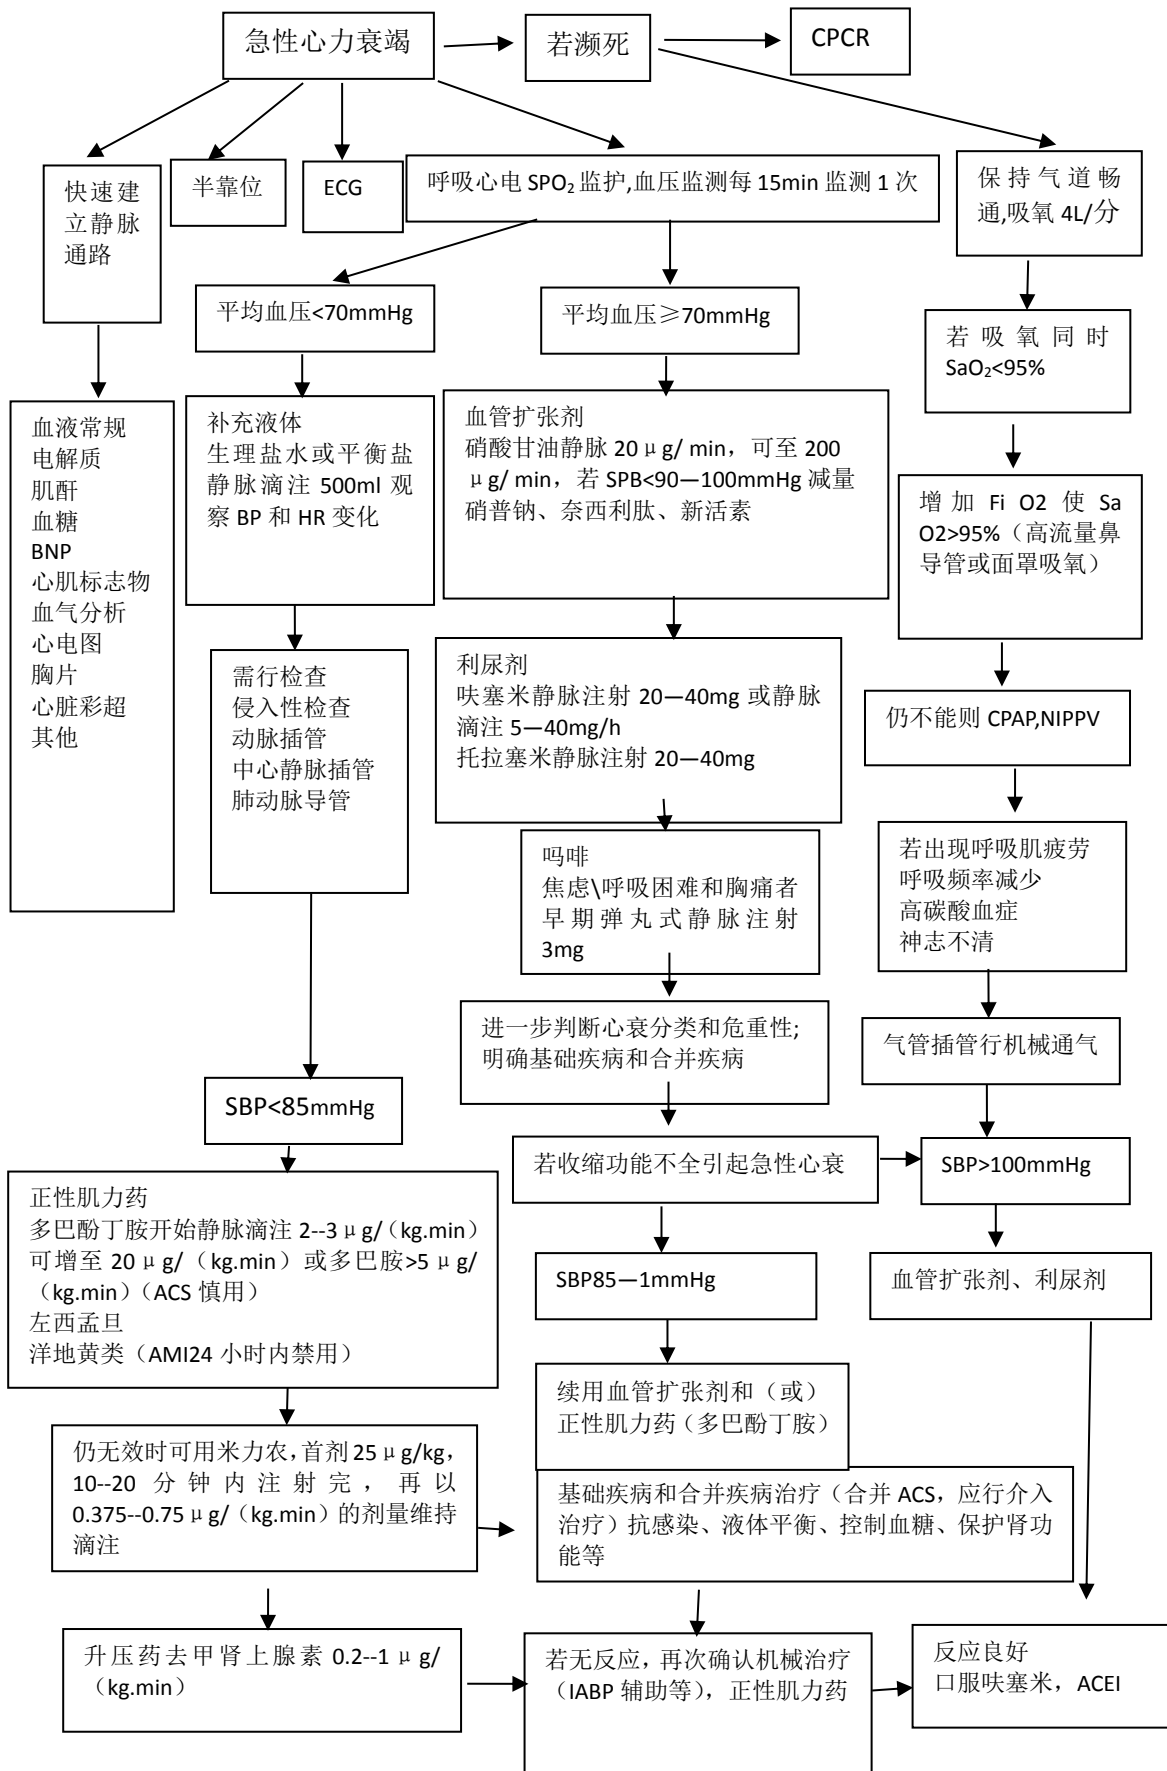 急性心力衰竭
若濒死
CPCR
快速建
立静脉
通路
半靠位
ECG
呼吸心电 SPO₂ 监护,血压监测每 15min 监测 1 次
保持气道畅
通,吸氧 4L/分
平均血压<70mmHg
平均血压≥70mmHg
若吸氧同时
SaO₂<95%
血液常规
电解质
肌酐
血糖
BNP
心肌标志物
血气分析
心电图
胸片
心脏彩超
其他
补充液体
生理盐水或平衡盐
静脉滴注 500ml 观
察 BP 和 HR 变化
血管扩张剂
硝酸甘油静脉 20μg/ min，可至 200
μg/ min，若 SPB<90—100mmHg 减量
硝普钠、奈西利肽、新活素
增加 Fi O2 使 Sa
O2>95%（高流量鼻
导管或面罩吸氧）
需行检查
侵入性检查
动脉插管
中心静脉插管
肺动脉导管
利尿剂
呋塞米静脉注射 20—40mg 或静脉
滴注 5—40mg/h
托拉塞米静脉注射 20—40mg
仍不能则 CPAP,NIPPV
吗啡
焦虑\呼吸困难和胸痛者
早期弹丸式静脉注射
3mg
若出现呼吸肌疲劳
呼吸频率减少
高碳酸血症
神志不清
进一步判断心衰分类和危重性;
明确基础疾病和合并疾病
气管插管行机械通气
SBP<85mmHg
若收缩功能不全引起急性心衰
SBP>100mmHg
正性肌力药
多巴酚丁胺开始静脉滴注 2--3μg/（kg.min）
可增至 20μg/（kg.min）或多巴胺>5μg/
（kg.min）（ACS 慎用）
左西孟旦
洋地黄类（AMI24 小时内禁用）
SBP85—1mmHg
血管扩张剂、利尿剂
续用血管扩张剂和（或）
正性肌力药（多巴酚丁胺）
仍无效时可用米力农，首剂 25μg/kg，
10--20 分钟内注射完，再以
0.375--0.75μg/（kg.min）的剂量维持
滴注
基础疾病和合并疾病治疗（合并 ACS，应行介入
治疗）抗感染、液体平衡、控制血糖、保护肾功
能等
升压药去甲肾上腺素 0.2--1μg/
（kg.min）
若无反应，再次确认机械治疗
（IABP 辅助等），正性肌力药
反应良好
口服呋塞米，ACEI